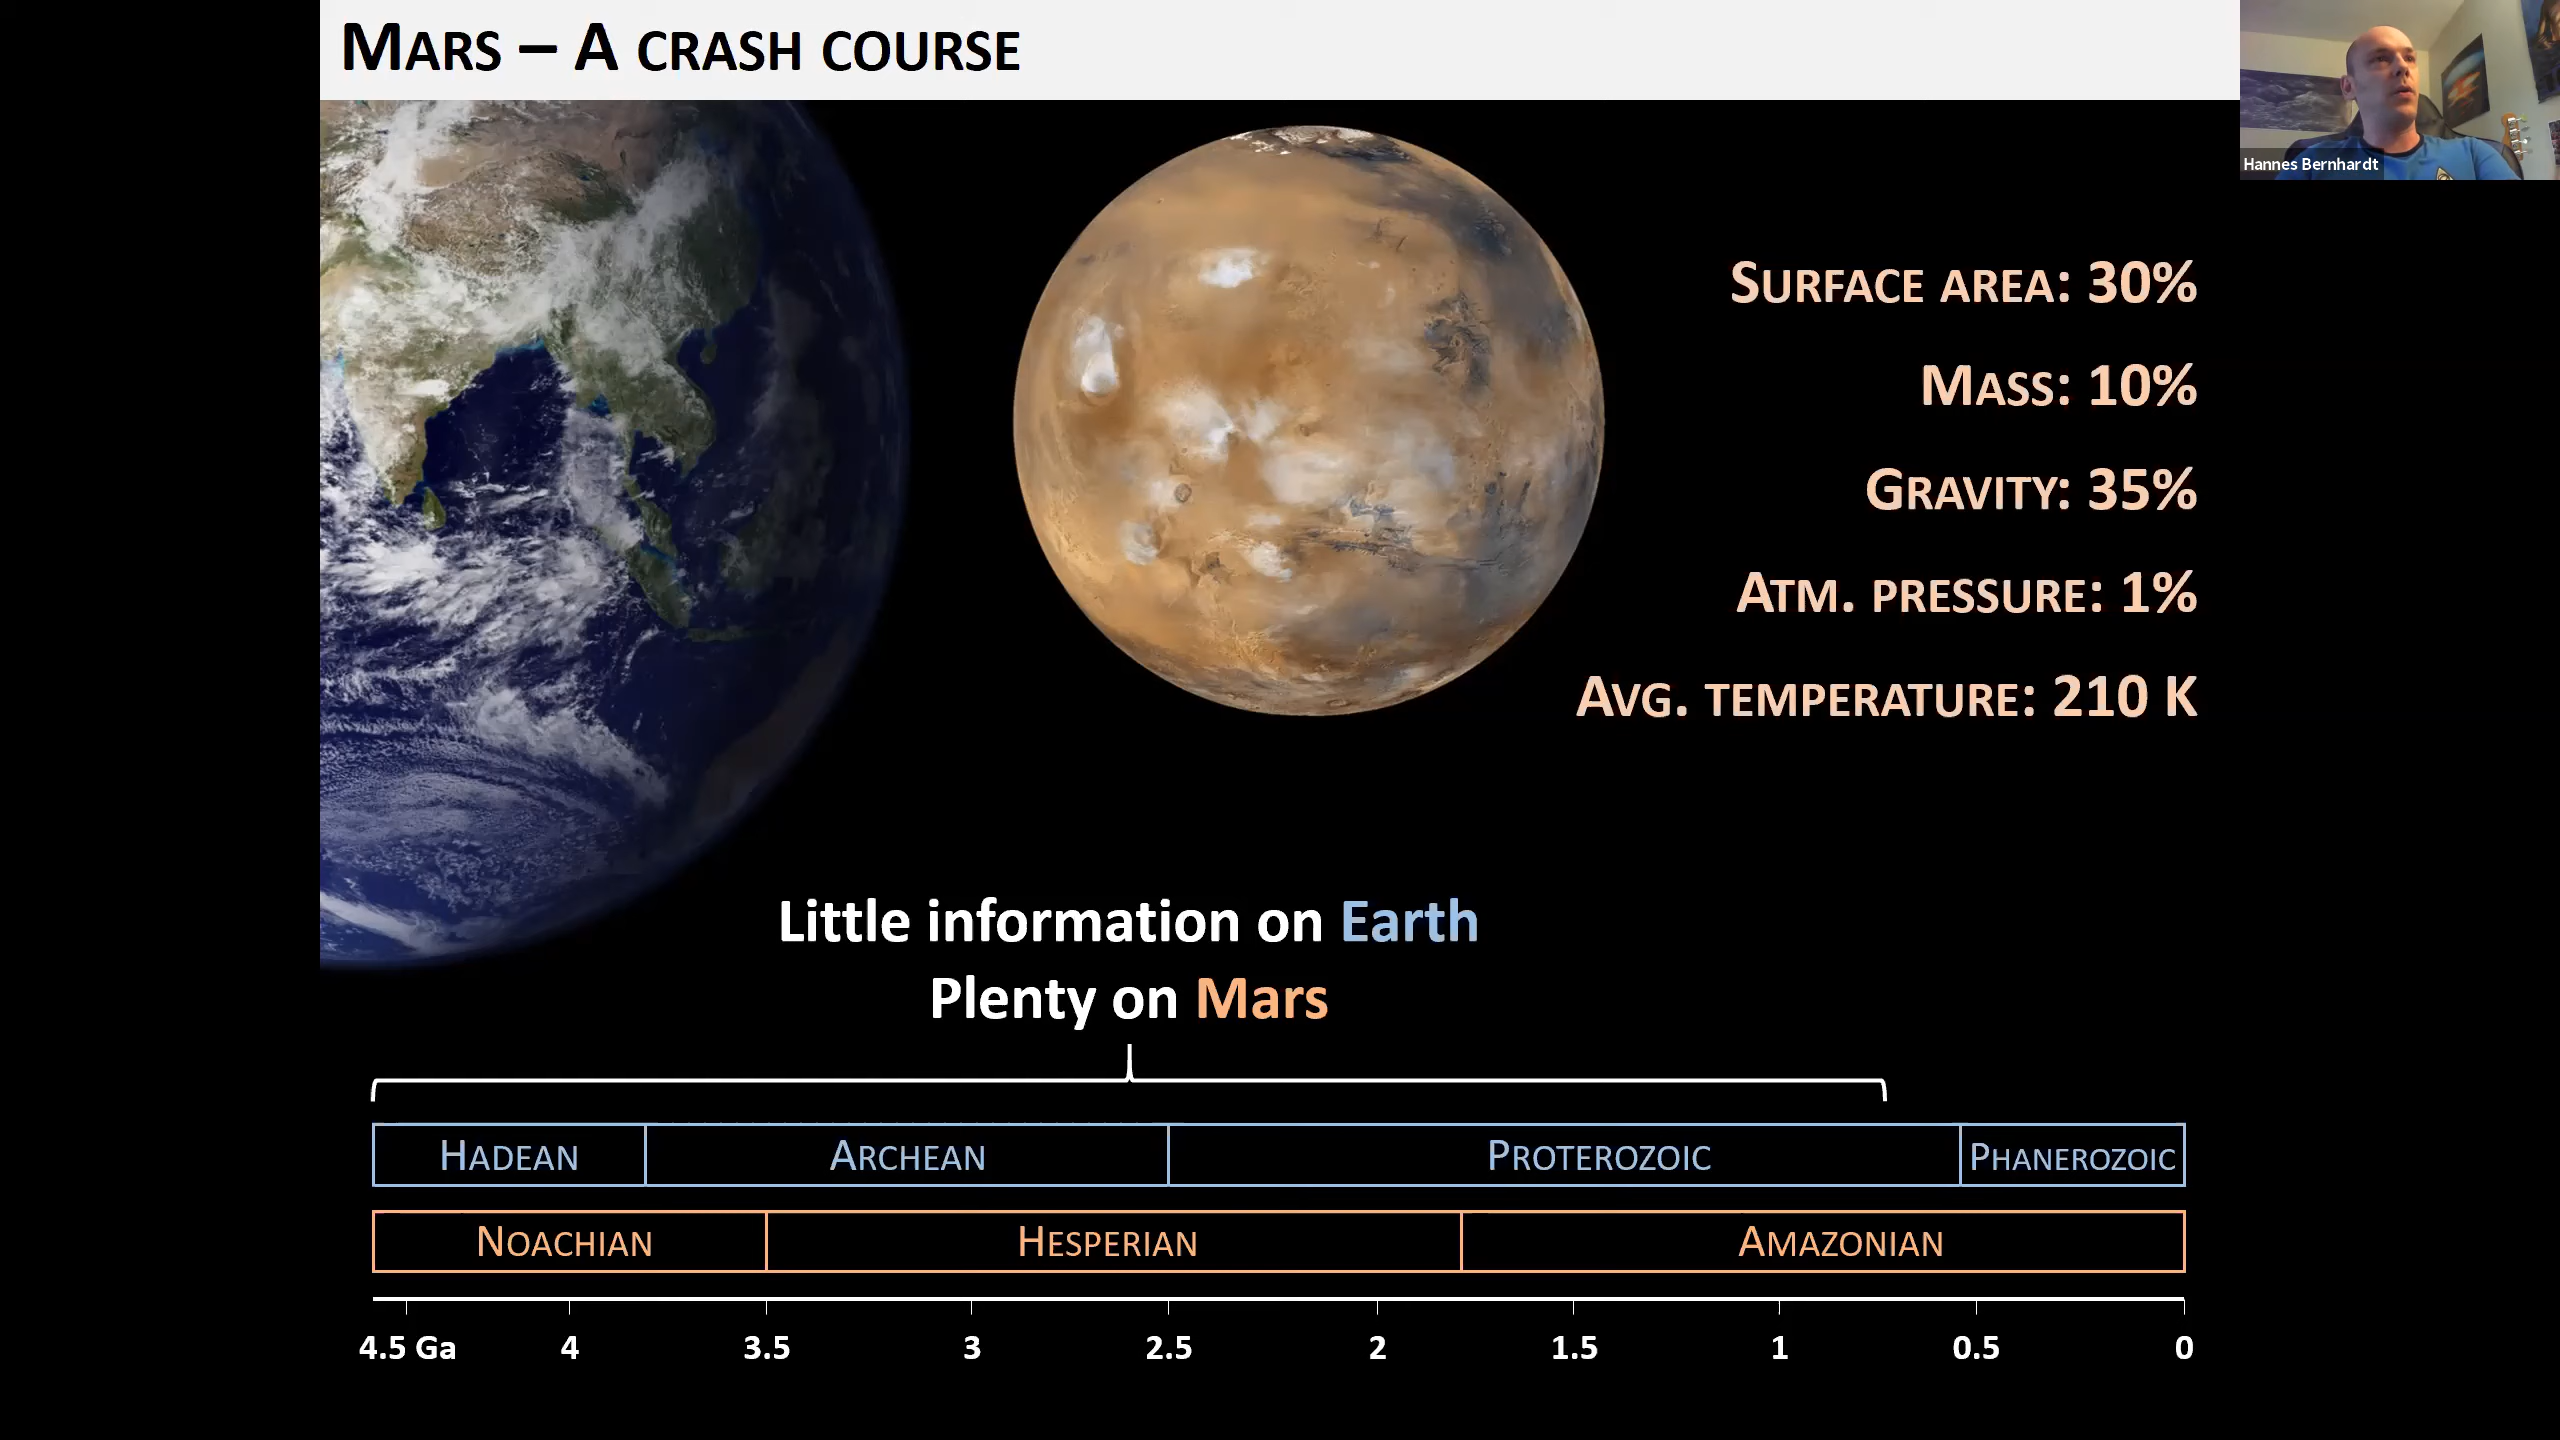 MARS – A CRASH COURSE
Hannes Bernhardt
SURFACE AREA: 30%
MASS: 10%
GRAVITY: 35%
ATM. PRESSURE: 1%
AVG. TEMPERATURE: 210 K
Little information on Earth
Plenty on Mars
HADEAN ARCHEAN PROTEROZOIC PHANEROZOIC
NOACHIAN HESPERIAN AMAZONIAN
4.5 Ga 4 3.5 3 2.5 2 1.5 1 0.5 0